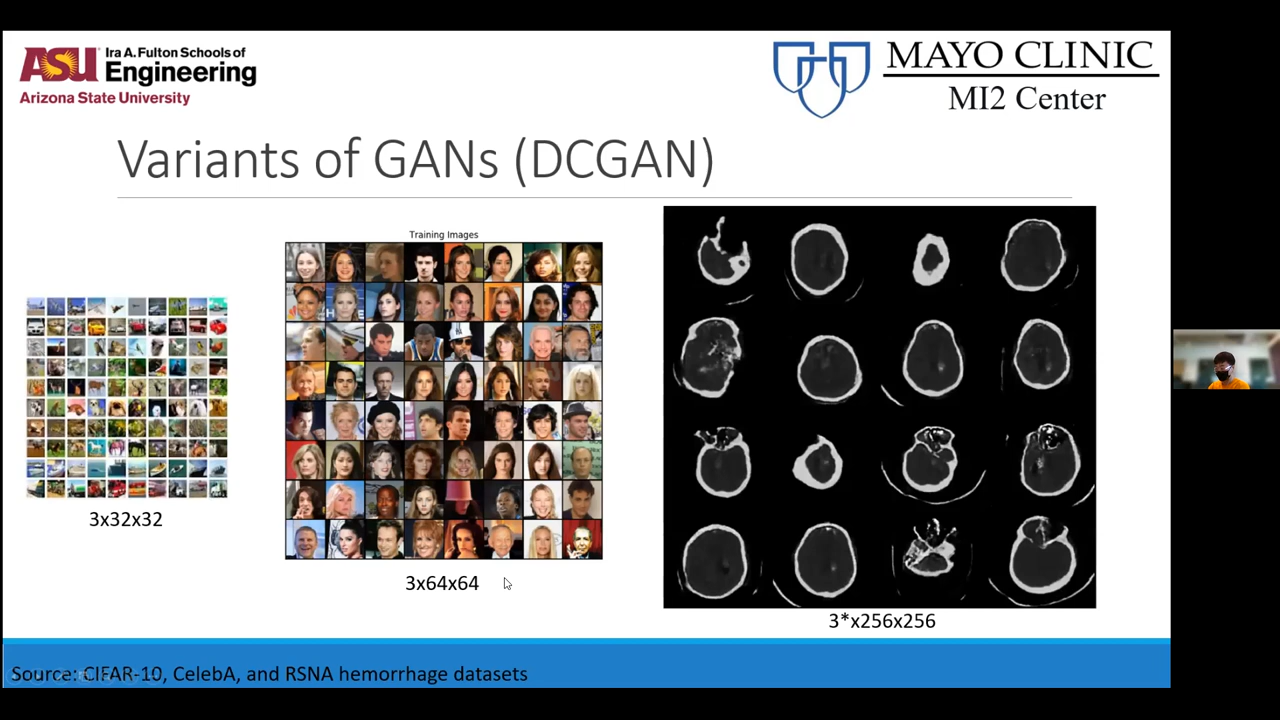 ASU Ira A. Fulton Schools of
Engineering
Arizona State University
MAYO CLINIC
MI2 Center
Variants of GANs (DCGAN)
Training Images
3x32x32
3x64x64
3*x256x256
Source: CIFAR-10, CelebA, and RSNA hemorrhage datasets